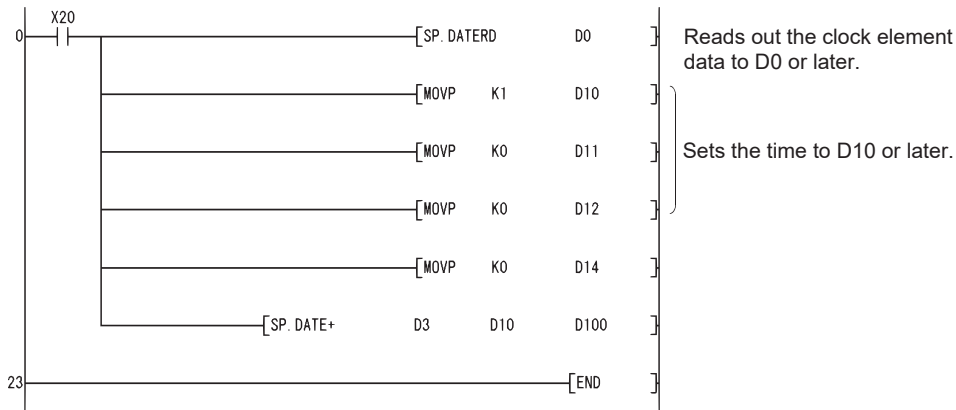 X20
0 SP. DATERD D0 Reads out the clock element
data to D0 or later.
MOVP K1 D10
MOVP K0 D11 Sets the time to D10 or later.
MOVP K0 D12
MOVP K0 D14
SP. DATE+ D3 D10 D100
23 END